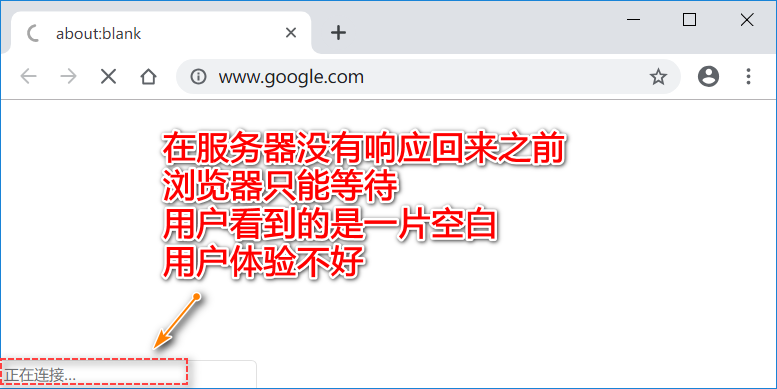 about:blank
www.google.com
在服务器没有响应回来之前
浏览器只能等待
用户看到的是一片空白
用户体验不好
正在连接...